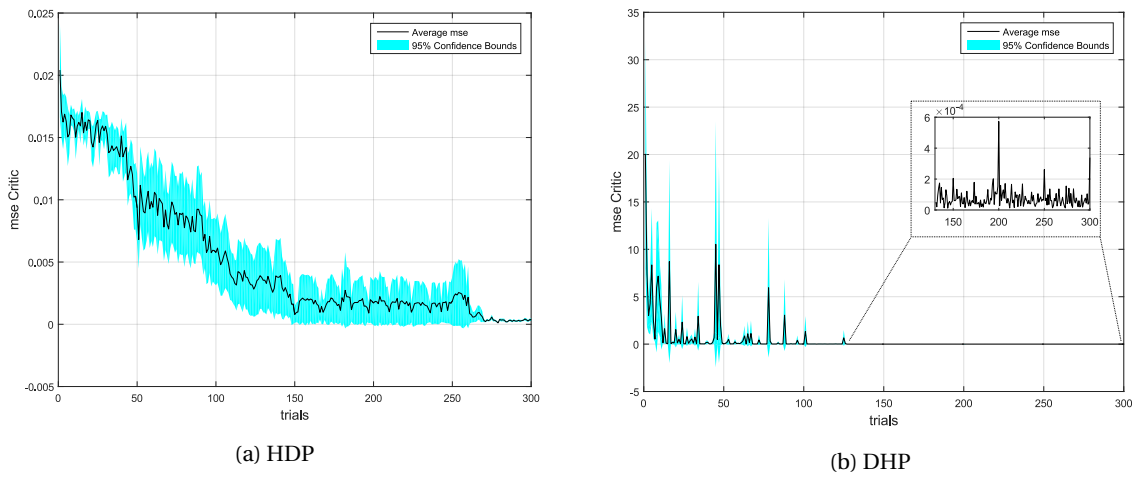 0.025
0.02
0.015
0.01
0.005
0
-0.005
mse Critic
0 50 100 150 200 250 300
trials
Average mse
95% Confidence Bounds
(a) HDP
35
30
25
20
15
10
5
0
-5
mse Critic
0 50 100 150 200 250 300
trials
Average mse
95% Confidence Bounds
× 10-4
6
4
2
0
150 200 250 300
(b) DHP